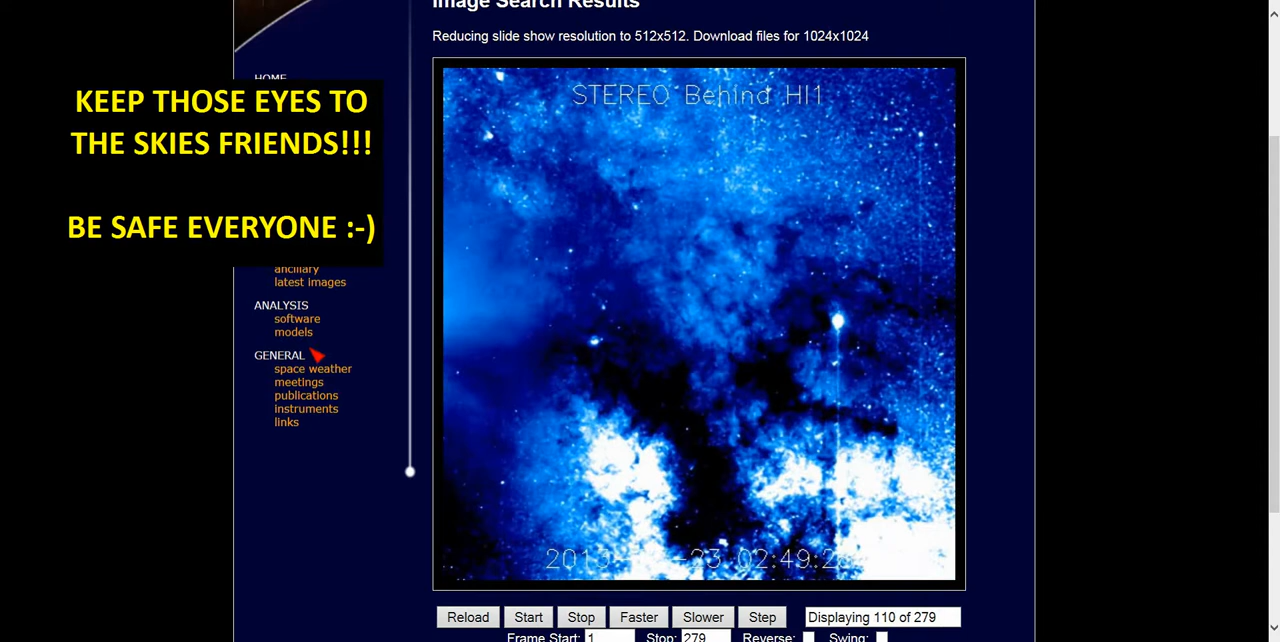 Image Search Results
Reducing slide show resolution to 512x512. Download files for 1024x1024
HOME
KEEP THOSE EYES TO
THE SKIES FRIENDS!!!
BE SAFE EVERYONE :-)
ancillary
latest images
ANALYSIS
software
models
GENERAL
space weather
meetings
publications
instruments
links
STEREO Behind HI1
02:49:2
Reload Start Stop Faster Slower Step Displaying 110 of 279
Frame Start: 1 Stop: 279 Reverse: Swing: